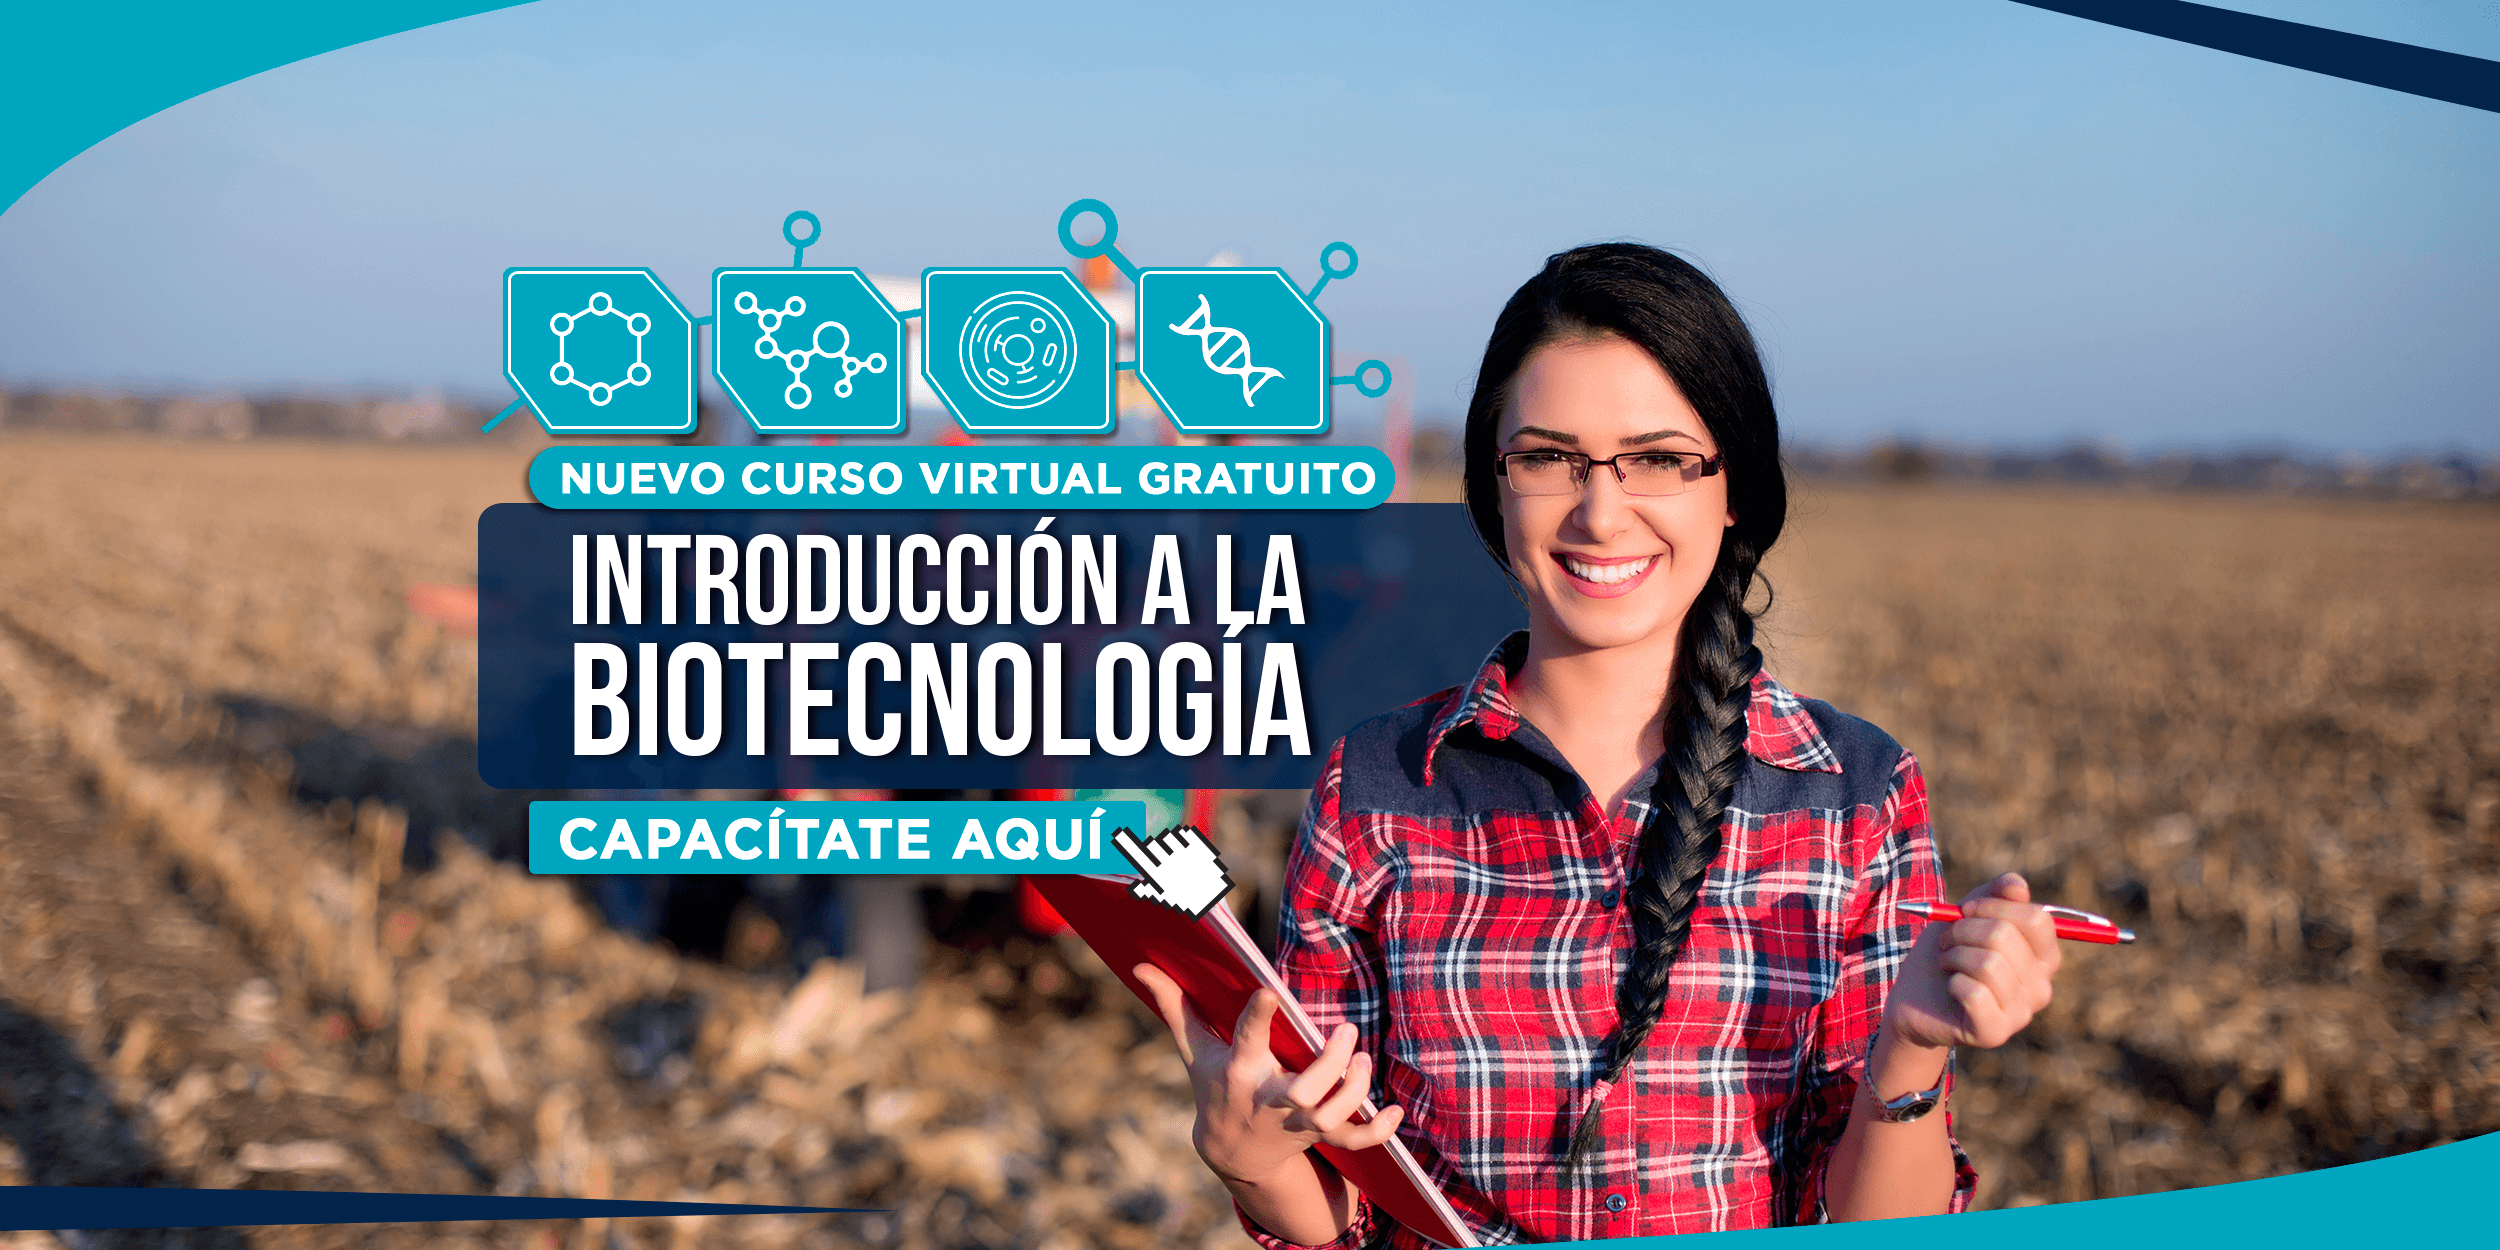 NUEVO CURSO VIRTUAL GRATUITO
INTRODUCCIÓN A LA
BIOTECNOLOGÍA
CAPACÍTATE AQUÍ